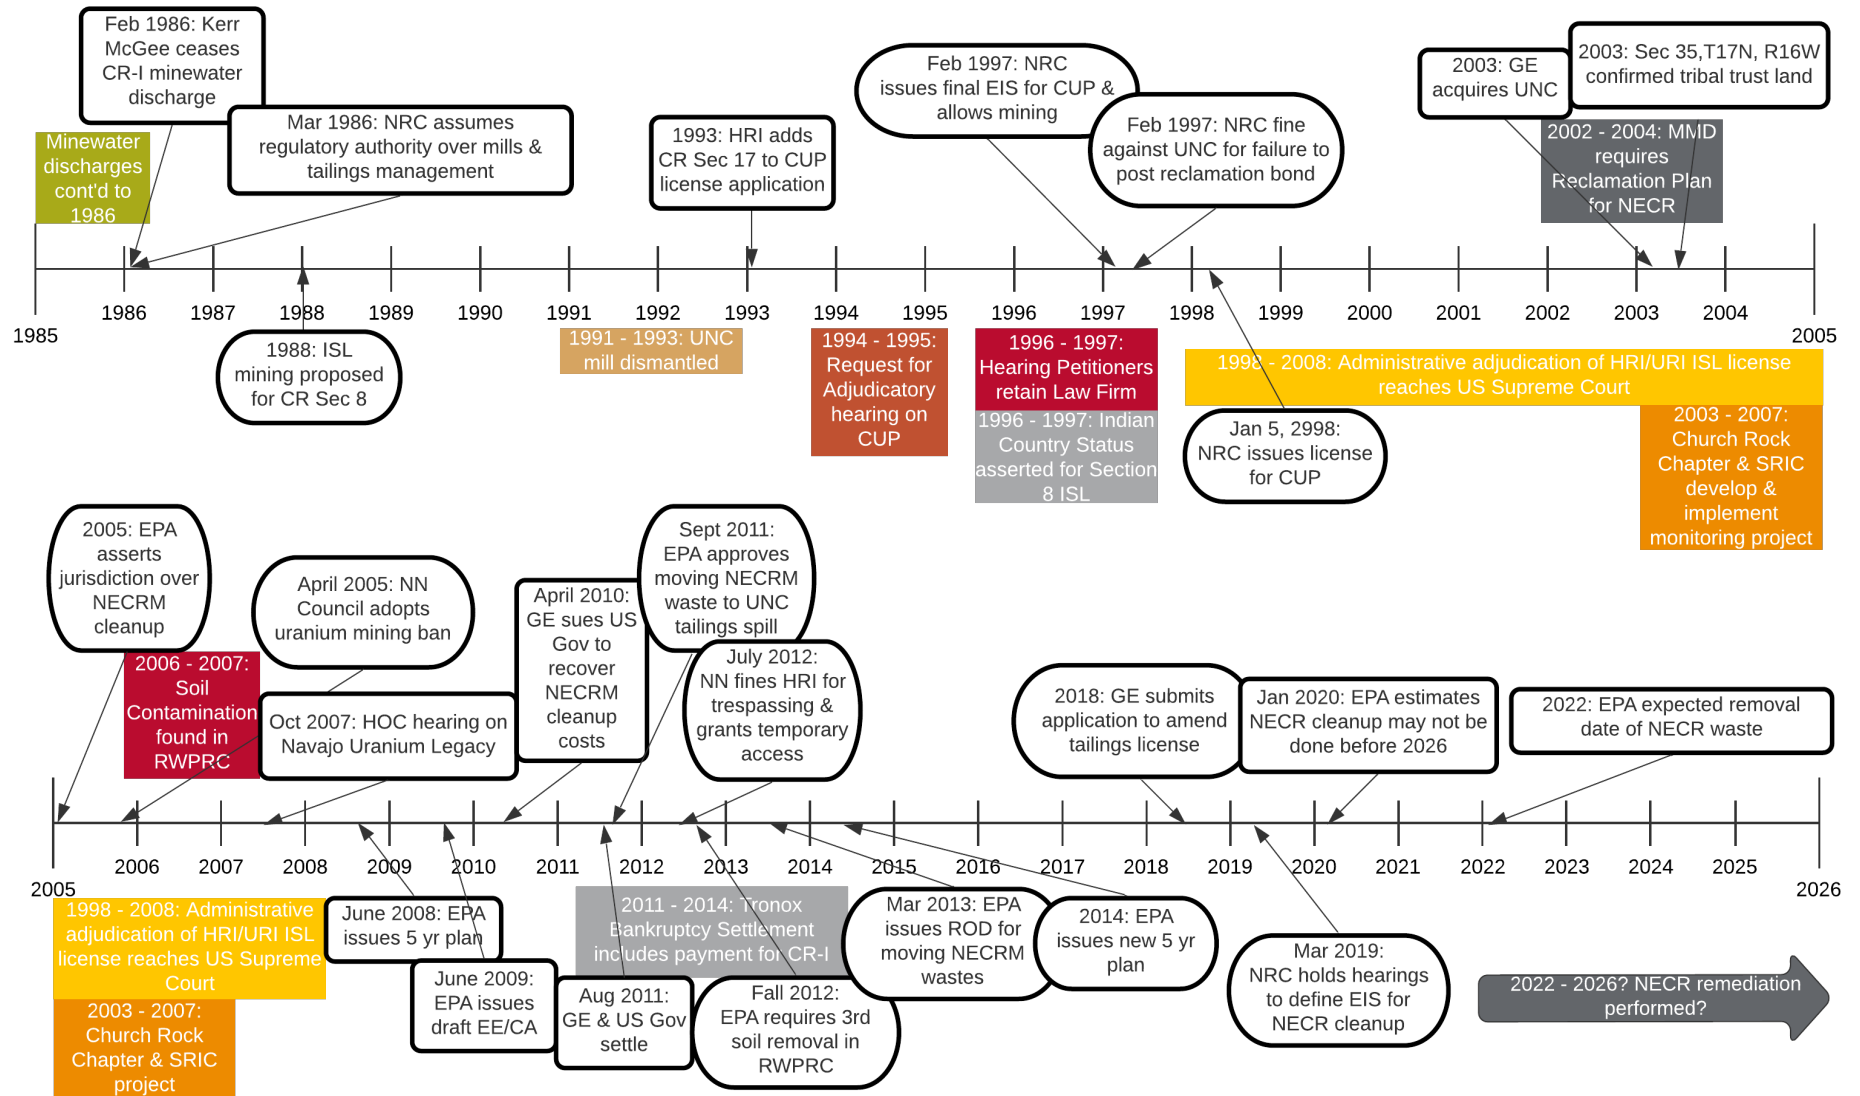 Feb 1986: Kerr
McGee ceases
CR-I minewater
discharge
Mar 1986: NRC assumes
regulatory authority over mills &
tailings management
Minewater
discharges
cont'd to
1986
1993: HRI adds
CR Sec 17 to CUP
license application
Feb 1997: NRC
issues final EIS for CUP &
allows mining
Feb 1997: NRC fine
against UNC for failure to
post reclamation bond
2003: GE
acquires UNC
2003: Sec 35,T17N, R16W
confirmed tribal trust land
2002 - 2004: MMD
requires
Reclamation Plan
for NECR
1985
1986
1987
1988
1989
1990
1991
1992
1993
1994
1995
1996
1997
1998
1999
2000
2001
2002
2003
2004
2005
1988: ISL
mining proposed
for CR Sec 8
1991 - 1993: UNC
mill dismantled
1994 - 1995:
Request for
Adjudicatory
hearing on
CUP
1996 - 1997:
Hearing Petitioners
retain Law Firm
1996 - 1997: Indian
Country Status
asserted for Section
8 ISL
1998 - 2008: Administrative adjudication of HRI/URI ISL license
reaches US Supreme Court
Jan 5, 2998:
NRC issues license
for CUP
2003 - 2007:
Church Rock
Chapter & SRIC
develop &
implement
monitoring project
2005: EPA
asserts
jurisdiction over
NECRM
cleanup
2006 - 2007:
Soil
Contamination
found in
RWPRC
April 2005: NN
Council adopts
uranium mining ban
Oct 2007: HOC hearing on
Navajo Uranium Legacy
April 2010:
GE sues US
Gov to
recover
NECRM
cleanup
costs
Sept 2011:
EPA approves
moving NECRM
waste to UNC
tailings spill
July 2012:
NN fines HRI for
trespassing &
grants temporary
access
2018: GE submits
application to amend
tailings license
Jan 2020: EPA estimates
NECR cleanup may not be
done before 2026
2022: EPA expected removal
date of NECR waste
2005
2006
2007
2008
2009
2010
2011
2012
2013
2014
2015
2016
2017
2018
2019
2020
2021
2022
2023
2024
2025
2026
1998 - 2008: Administrative
adjudication of HRI/URI ISL
license reaches US Supreme
Court
2003 - 2007:
Church Rock
Chapter & SRIC
project
June 2008: EPA
issues 5 yr plan
June 2009:
EPA issues
draft EE/CA
2011 - 2014: Tronox
Bankruptcy Settlement
includes payment for CR-I
Aug 2011:
GE & US Gov
settle
Fall 2012:
EPA requires 3rd
soil removal in
RWPRC
Mar 2013: EPA
issues ROD for
moving NECRM
wastes
2014: EPA
issues new 5 yr
plan
Mar 2019:
NRC holds hearings
to define EIS for
NECR cleanup
2022 - 2026? NECR remediation
performed?